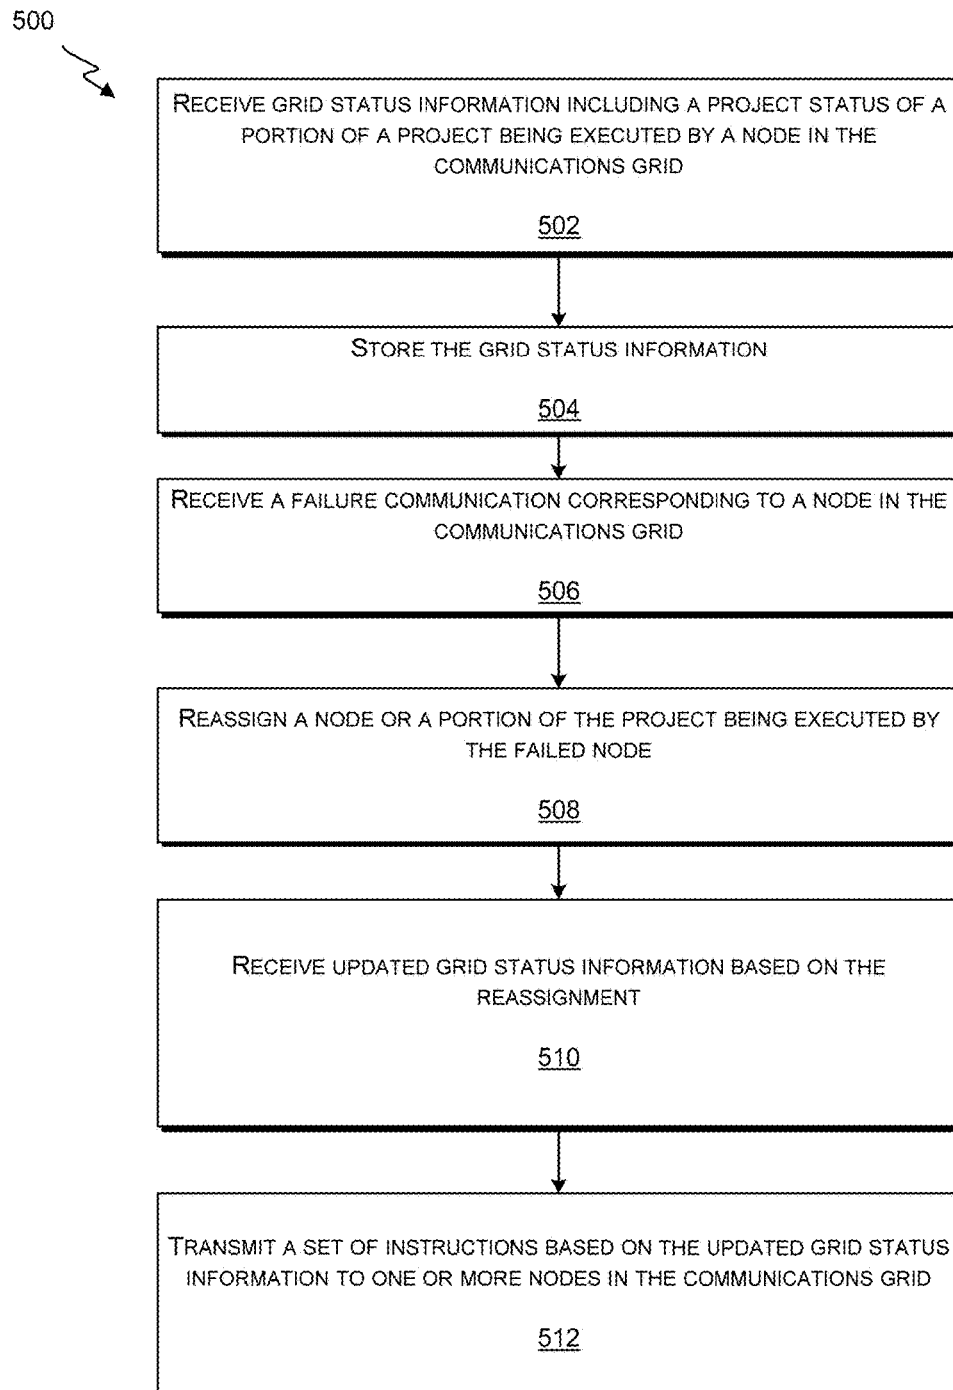 500
RECEIVE GRID STATUS INFORMATION INCLUDING A PROJECT STATUS OF A
PORTION OF A PROJECT BEING EXECUTED BY A NODE IN THE
COMMUNICATIONS GRID
502
STORE THE GRID STATUS INFORMATION
504
RECEIVE A FAILURE COMMUNICATION CORRESPONDING TO A NODE IN THE
COMMUNICATIONS GRID
506
REASSIGN A NODE OR A PORTION OF THE PROJECT BEING EXECUTED BY
THE FAILED NODE
508
RECEIVE UPDATED GRID STATUS INFORMATION BASED ON THE
REASSIGNMENT
510
TRANSMIT A SET OF INSTRUCTIONS BASED ON THE UPDATED GRID STATUS
INFORMATION TO ONE OR MORE NODES IN THE COMMUNICATIONS GRID
512